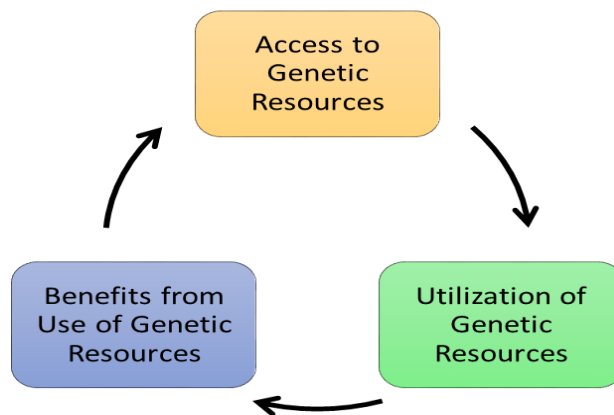 Access to
Genetic
Resources
Benefits from
Use of Genetic
Resources
Utilization of
Genetic
Resources